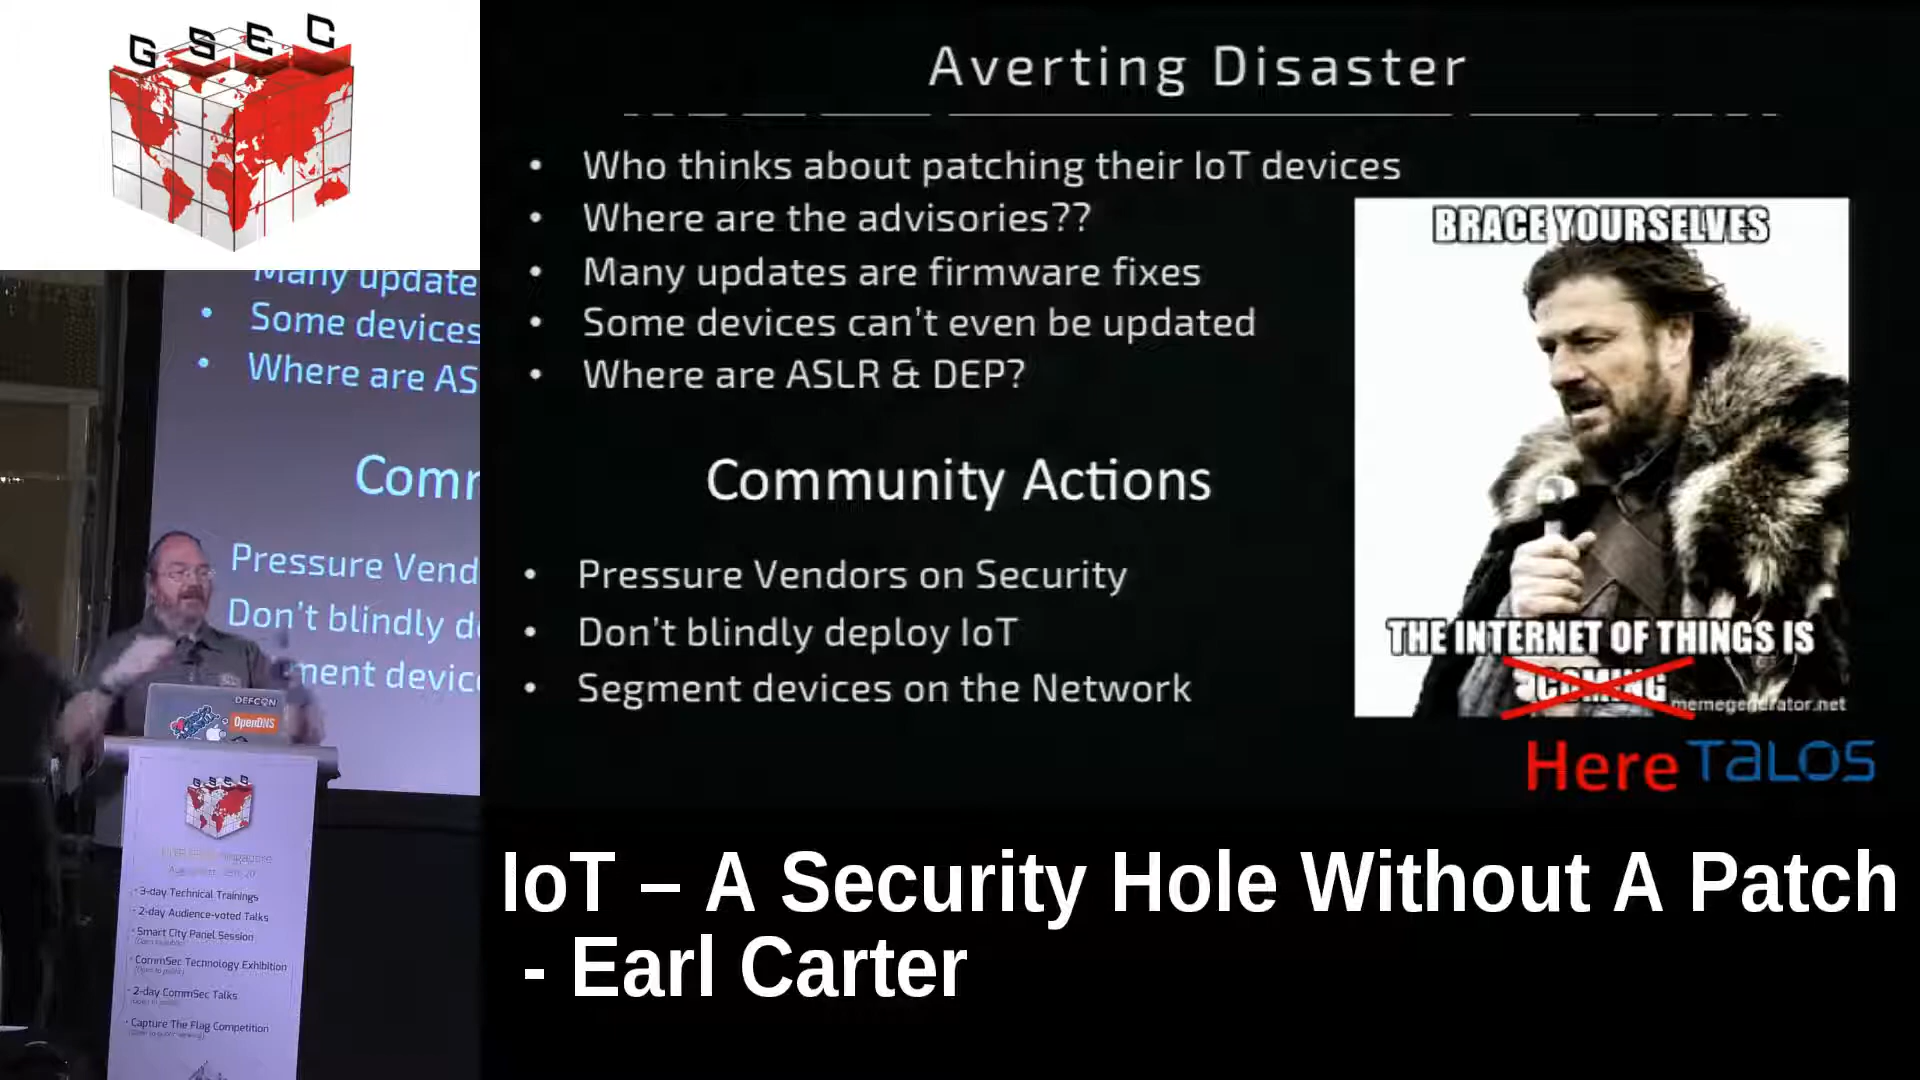 GSEC
Averting Disaster
• Who thinks about patching their IoT devices
• Where are the advisories??
• Many updates are firmware fixes
• Some devices can't even be updated
• Where are ASLR & DEP?
Community Actions
• Pressure Vendors on Security
• Don't blindly deploy IoT
• Segment devices on the Network
BRACE YOURSELVES
THE INTERNET OF THINGS IS
COMING
memegenerator.net
Here TALOS
Many update
• Some devices
• Where are AS
Comm
Pressure Vend
Don't blindly d
ment devic
DEFCON
OpenDNS
GSEC
• 3-day Technical Trainings
• 2-day Audience-voted Talks
• Smart City Panel Session
• CommSec Technology Exhibition
• 2-day CommSec Talks
• Capture The Flag Competition
IoT – A Security Hole Without A Patch
- Earl Carter